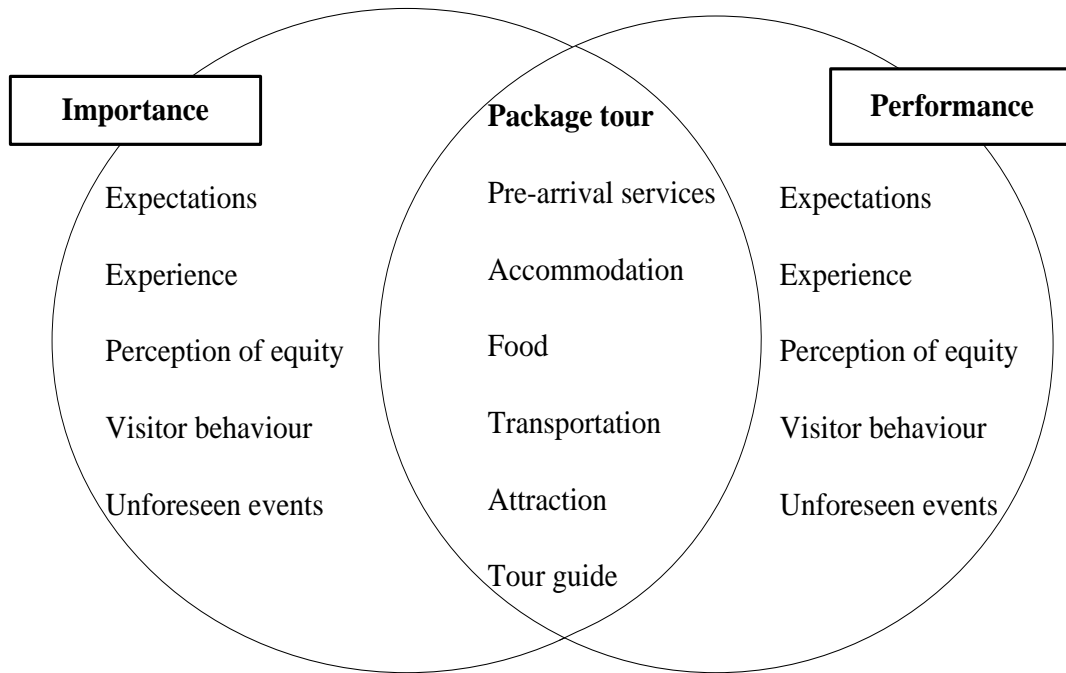 Importance
Expectations
Experience
Perception of equity
Visitor behaviour
Unforeseen events
Package tour
Pre-arrival services
Accommodation
Food
Transportation
Attraction
Tour guide
Performance
Expectations
Experience
Perception of equity
Visitor behaviour
Unforeseen events